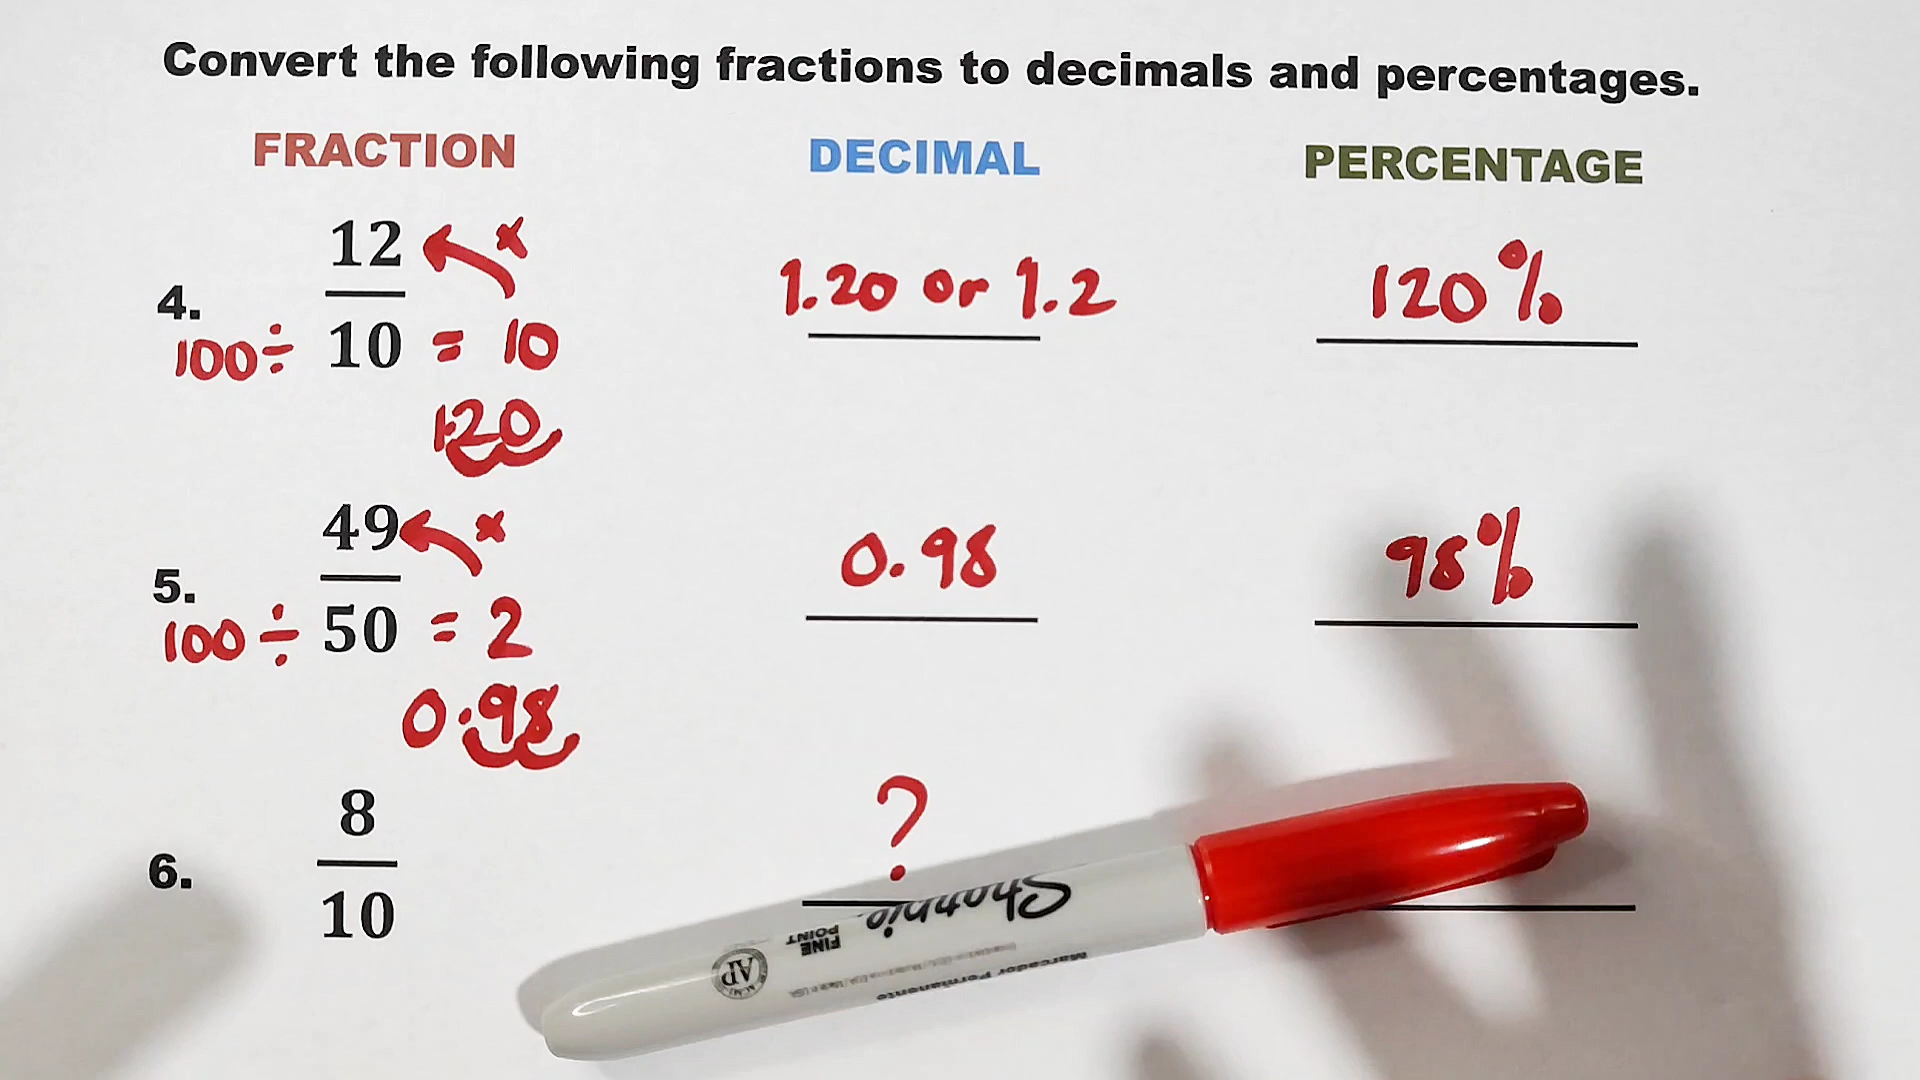 Convert the following fractions to decimals and percentages.
FRACTION DECIMAL PERCENTAGE
12 ×
4. 1.20 or 1.2 120%
100÷ 10 = 10
1.20
49 ×
5. 0.98 98%
100÷ 50 = 2
0.98
8 ?
6.
10
Sharpie
FINE
POINT
AP
Marcador Permanente